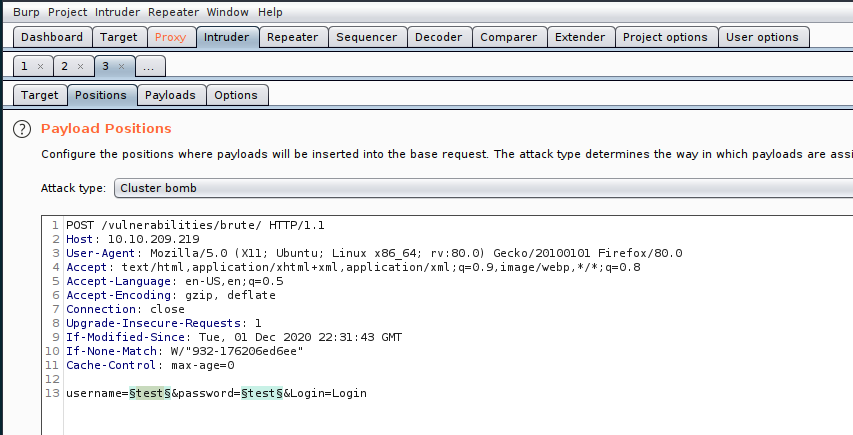 Burp Project Intruder Repeater Window Help
Dashboard Target Proxy Intruder Repeater Sequencer Decoder Comparer Extender Project options User options
1 × 2 × 3 × ...
Target Positions Payloads Options
? Payload Positions
Configure the positions where payloads will be inserted into the base request. The attack type determines the way in which payloads are assi
Attack type: Cluster bomb
1 POST /vulnerabilities/brute/ HTTP/1.1
2 Host: 10.10.209.219
3 User-Agent: Mozilla/5.0 (X11; Ubuntu; Linux x86_64; rv:80.0) Gecko/20100101 Firefox/80.0
4 Accept: text/html,application/xhtml+xml,application/xml;q=0.9,image/webp,*/*;q=0.8
5 Accept-Language: en-US,en;q=0.5
6 Accept-Encoding: gzip, deflate
7 Connection: close
8 Upgrade-Insecure-Requests: 1
9 If-Modified-Since: Tue, 01 Dec 2020 22:31:43 GMT
10 If-None-Match: W/"932-176206ed6ee"
11 Cache-Control: max-age=0
12
13 username=§test§&password=§test§&Login=Login